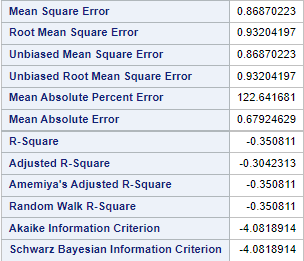 Mean Square Error 0.86870223
Root Mean Square Error 0.93204197
Unbiased Mean Square Error 0.86870223
Unbiased Root Mean Square Error 0.93204197
Mean Absolute Percent Error 122.641681
Mean Absolute Error 0.67924629
R-Square -0.350811
Adjusted R-Square -0.3042313
Amemiya's Adjusted R-Square -0.350811
Random Walk R-Square -0.350811
Akaike Information Criterion -4.0818914
Schwarz Bayesian Information Criterion -4.0818914